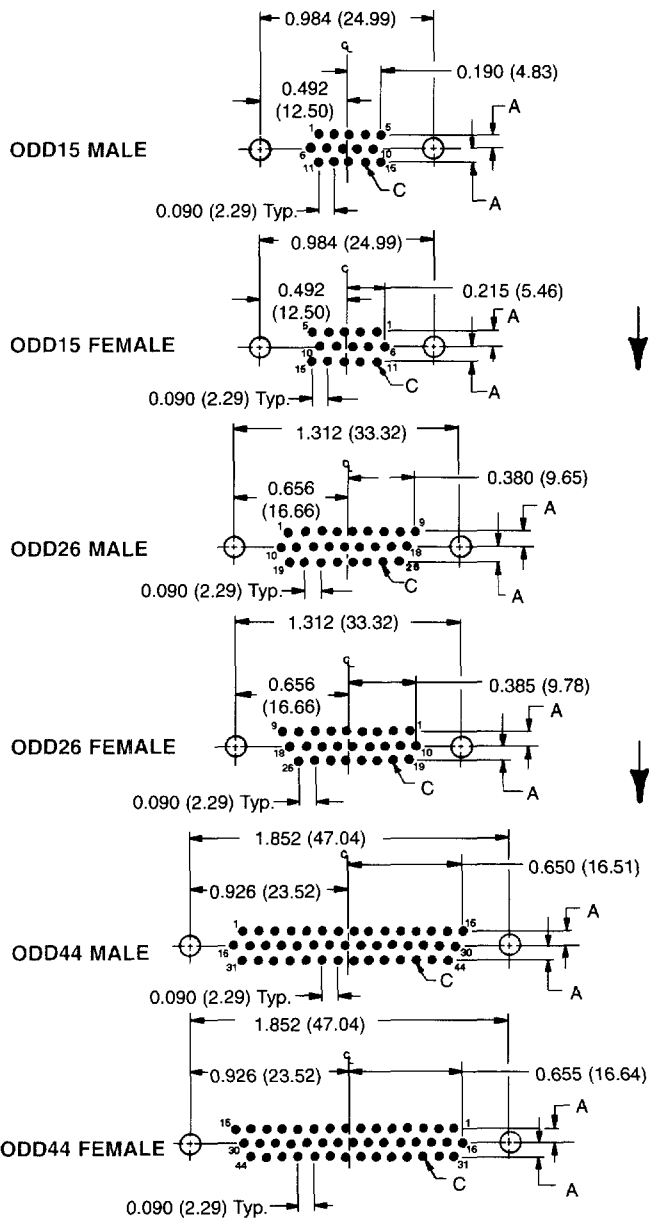 0.984 (24.99)
C̲L
0.190 (4.83)
0.492
(12.50)
A
1
5
ODD15 MALE
6
10
11
15
C
A
0.090 (2.29) Typ.
0.984 (24.99)
C
0.215 (5.46)
0.492
(12.50)
A
5
1
ODD15 FEMALE
10
6
15
11
C
A
0.090 (2.29) Typ.
1.312 (33.32)
0.380 (9.65)
0.656
(16.66)
A
1
9
ODD26 MALE
10
18
19
26
C
A
0.090 (2.29) Typ.
1.312 (33.32)
CL
0.385 (9.78)
0.656
(16.66)
A
9
1
ODD26 FEMALE
18
10
26
19
C
A
0.090 (2.29) Typ.
1.852 (47.04)
CL
0.650 (16.51)
0.926 (23.52)
A
1
16
ODD44 MALE
16
30
31
44
C
A
0.090 (2.29) Typ.
1.852 (47.04)
CL
0.926 (23.52)
0.655 (16.64)
A
15
1
ODD44 FEMALE
30
16
44
31
C
A
0.090 (2.29) Typ.